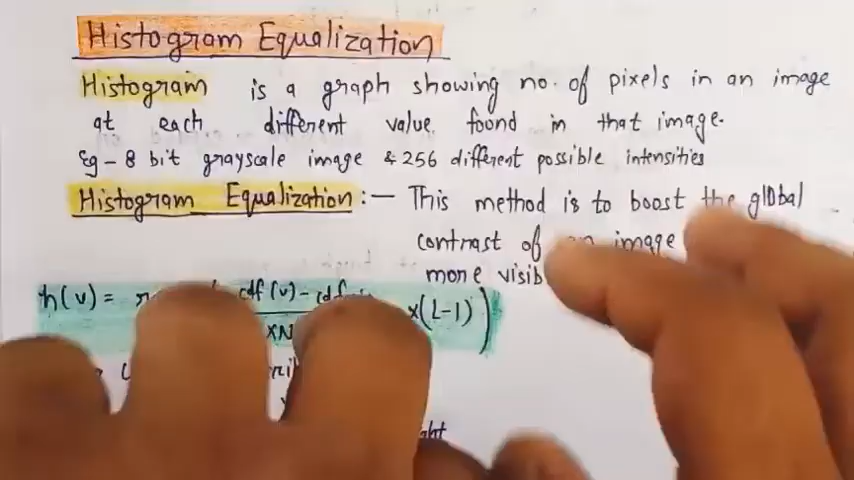 Histogram Equalization
Histogram is a graph showing no. of pixels in an image
at each different value found in that image.
Eg - 8 bit grayscale image & 256 different possible intensities
Histogram Equalization :- This method is to boost the global
contrast of an image
more
h(v) = cdf(v) - x(L-1))